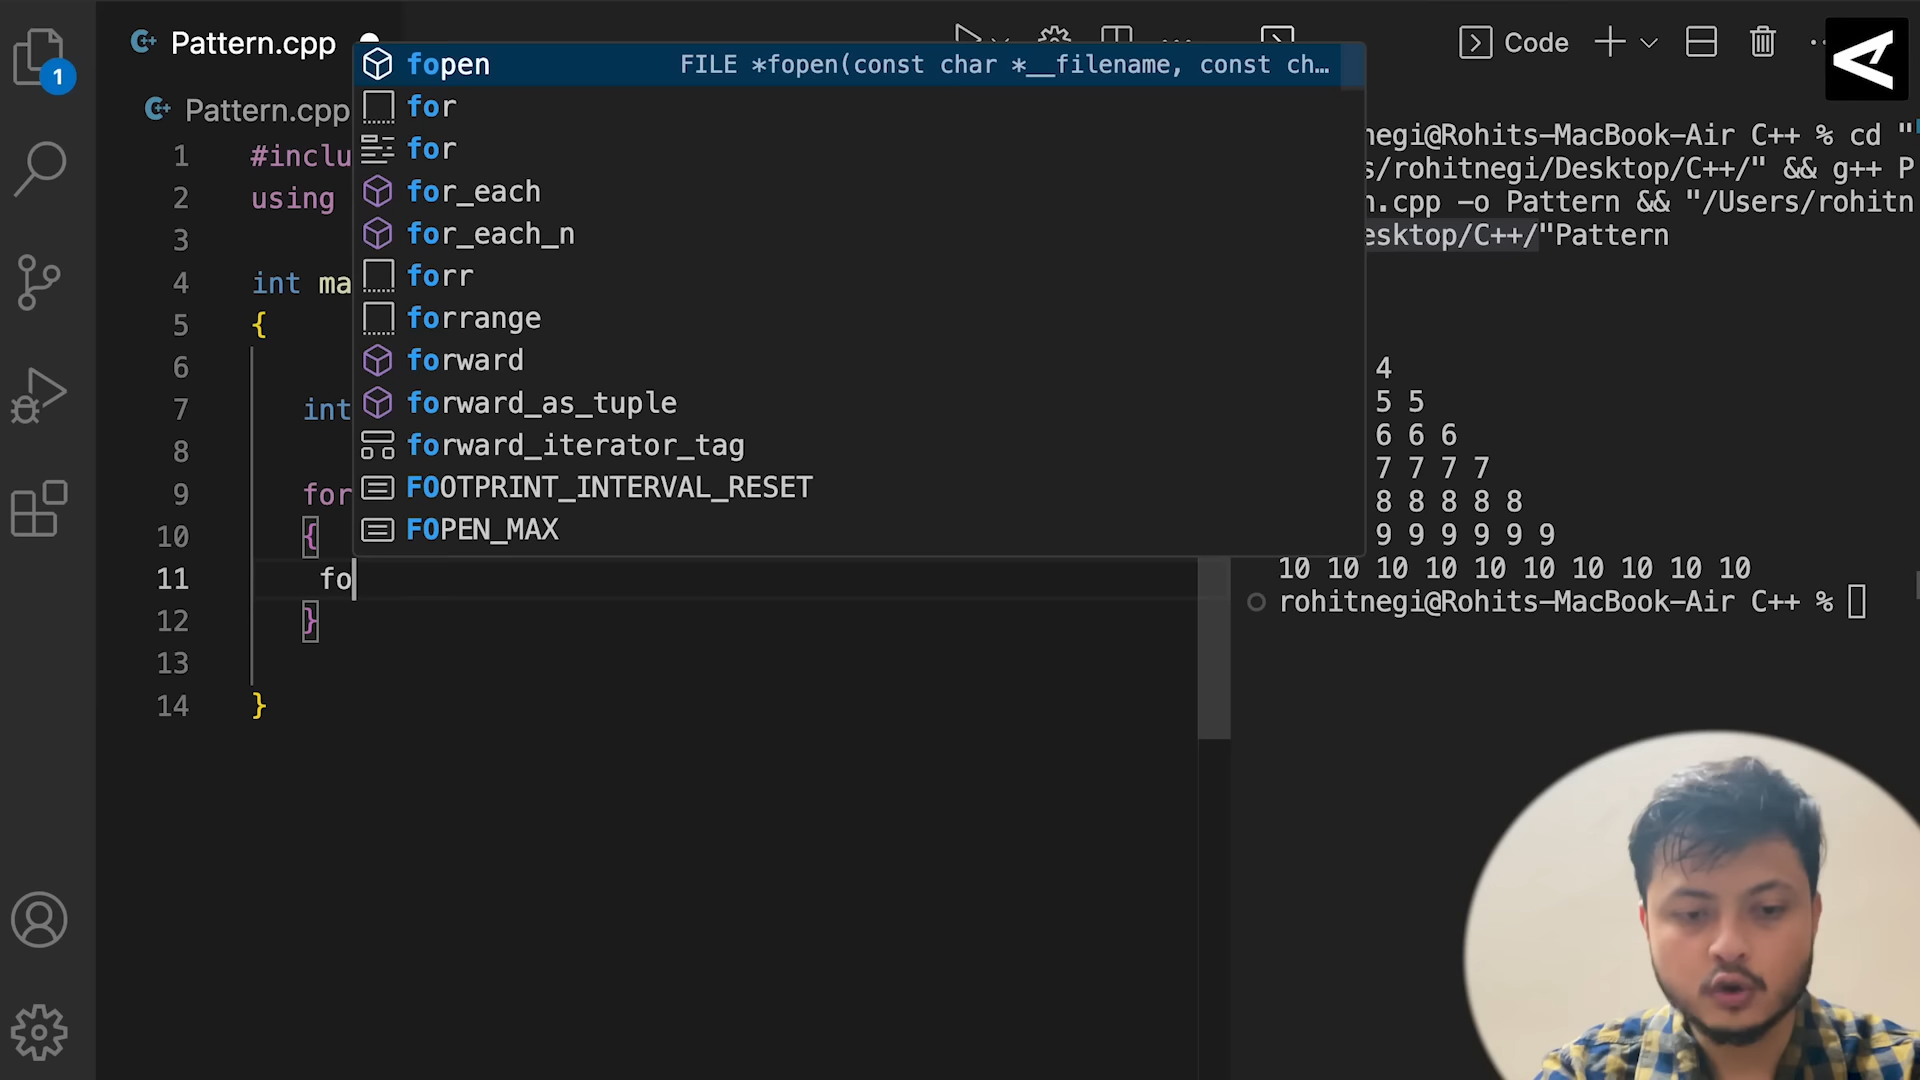 Pattern.cpp
Code
1
Pattern.cpp
fopen FILE *fopen(const char *__filename, const ch…
for
for
for_each
for_each_n
forr
forrange
forward
forward_as_tuple
forward_iterator_tag
FOOTPRINT_INTERVAL_RESET
FOPEN_MAX
1 #inclu
2 using
3
4 int ma
5 {
6
7 int
8
9 for
10 {
11 fo
12 }
13
14 }
negi@Rohits-MacBook-Air C++ % cd "
s/rohitnegi/Desktop/C++/" && g++ P
n.cpp -o Pattern && "/Users/rohitn
esktop/C++/"Pattern
4
5 5
6 6 6
7 7 7 7
8 8 8 8 8
9 9 9 9 9 9
10 10 10 10 10 10 10 10 10 10
rohitnegi@Rohits-MacBook-Air C++ %